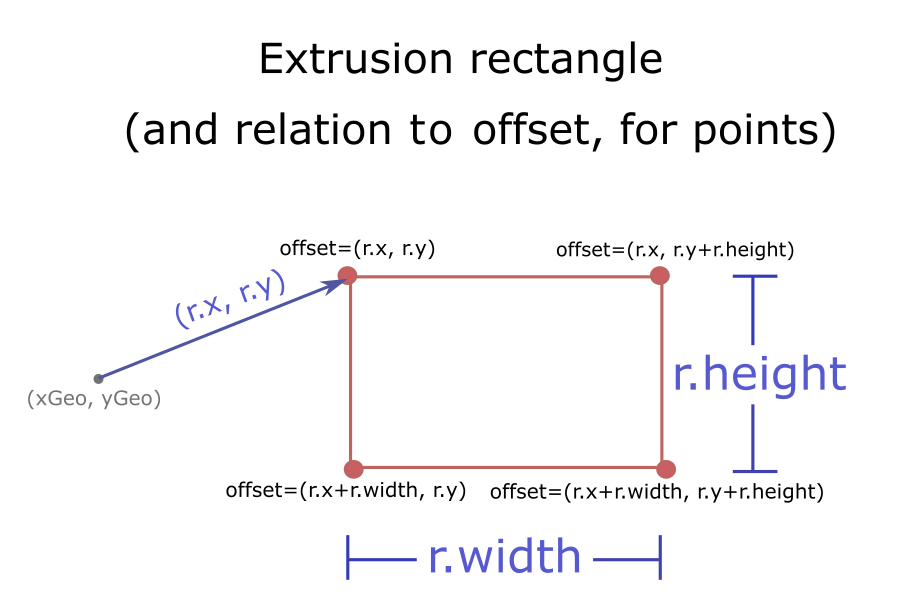 Extrusion rectangle
(and relation to offset, for points)
offset=(r.x, r.y)
offset=(r.x, r.y+r.height)
(r.x, r.y)
r.height
(xGeo, yGeo)
offset=(r.x+r.width, r.y)
offset=(r.x+r.width, r.y+r.height)
r.width